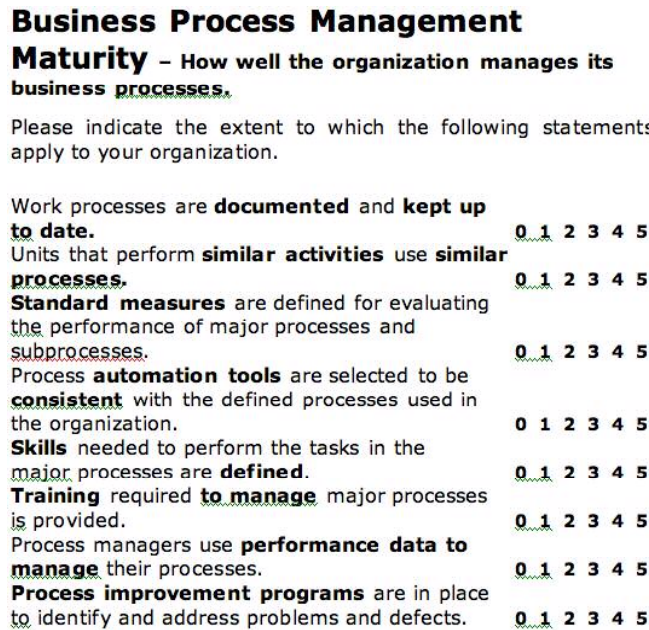 Business Process Management
Maturity – How well the organization manages its
business processes.
Please indicate the extent to which the following statements
apply to your organization.
Work processes are documented and kept up
to date. 0 1 2 3 4 5
Units that perform similar activities use similar
processes. 0 1 2 3 4 5
Standard measures are defined for evaluating
the performance of major processes and
subprocesses. 0 1 2 3 4 5
Process automation tools are selected to be
consistent with the defined processes used in
the organization. 0 1 2 3 4 5
Skills needed to perform the tasks in the
major processes are defined. 0 1 2 3 4 5
Training required to manage major processes
is provided. 0 1 2 3 4 5
Process managers use performance data to
manage their processes. 0 1 2 3 4 5
Process improvement programs are in place
to identify and address problems and defects. 0 1 2 3 4 5